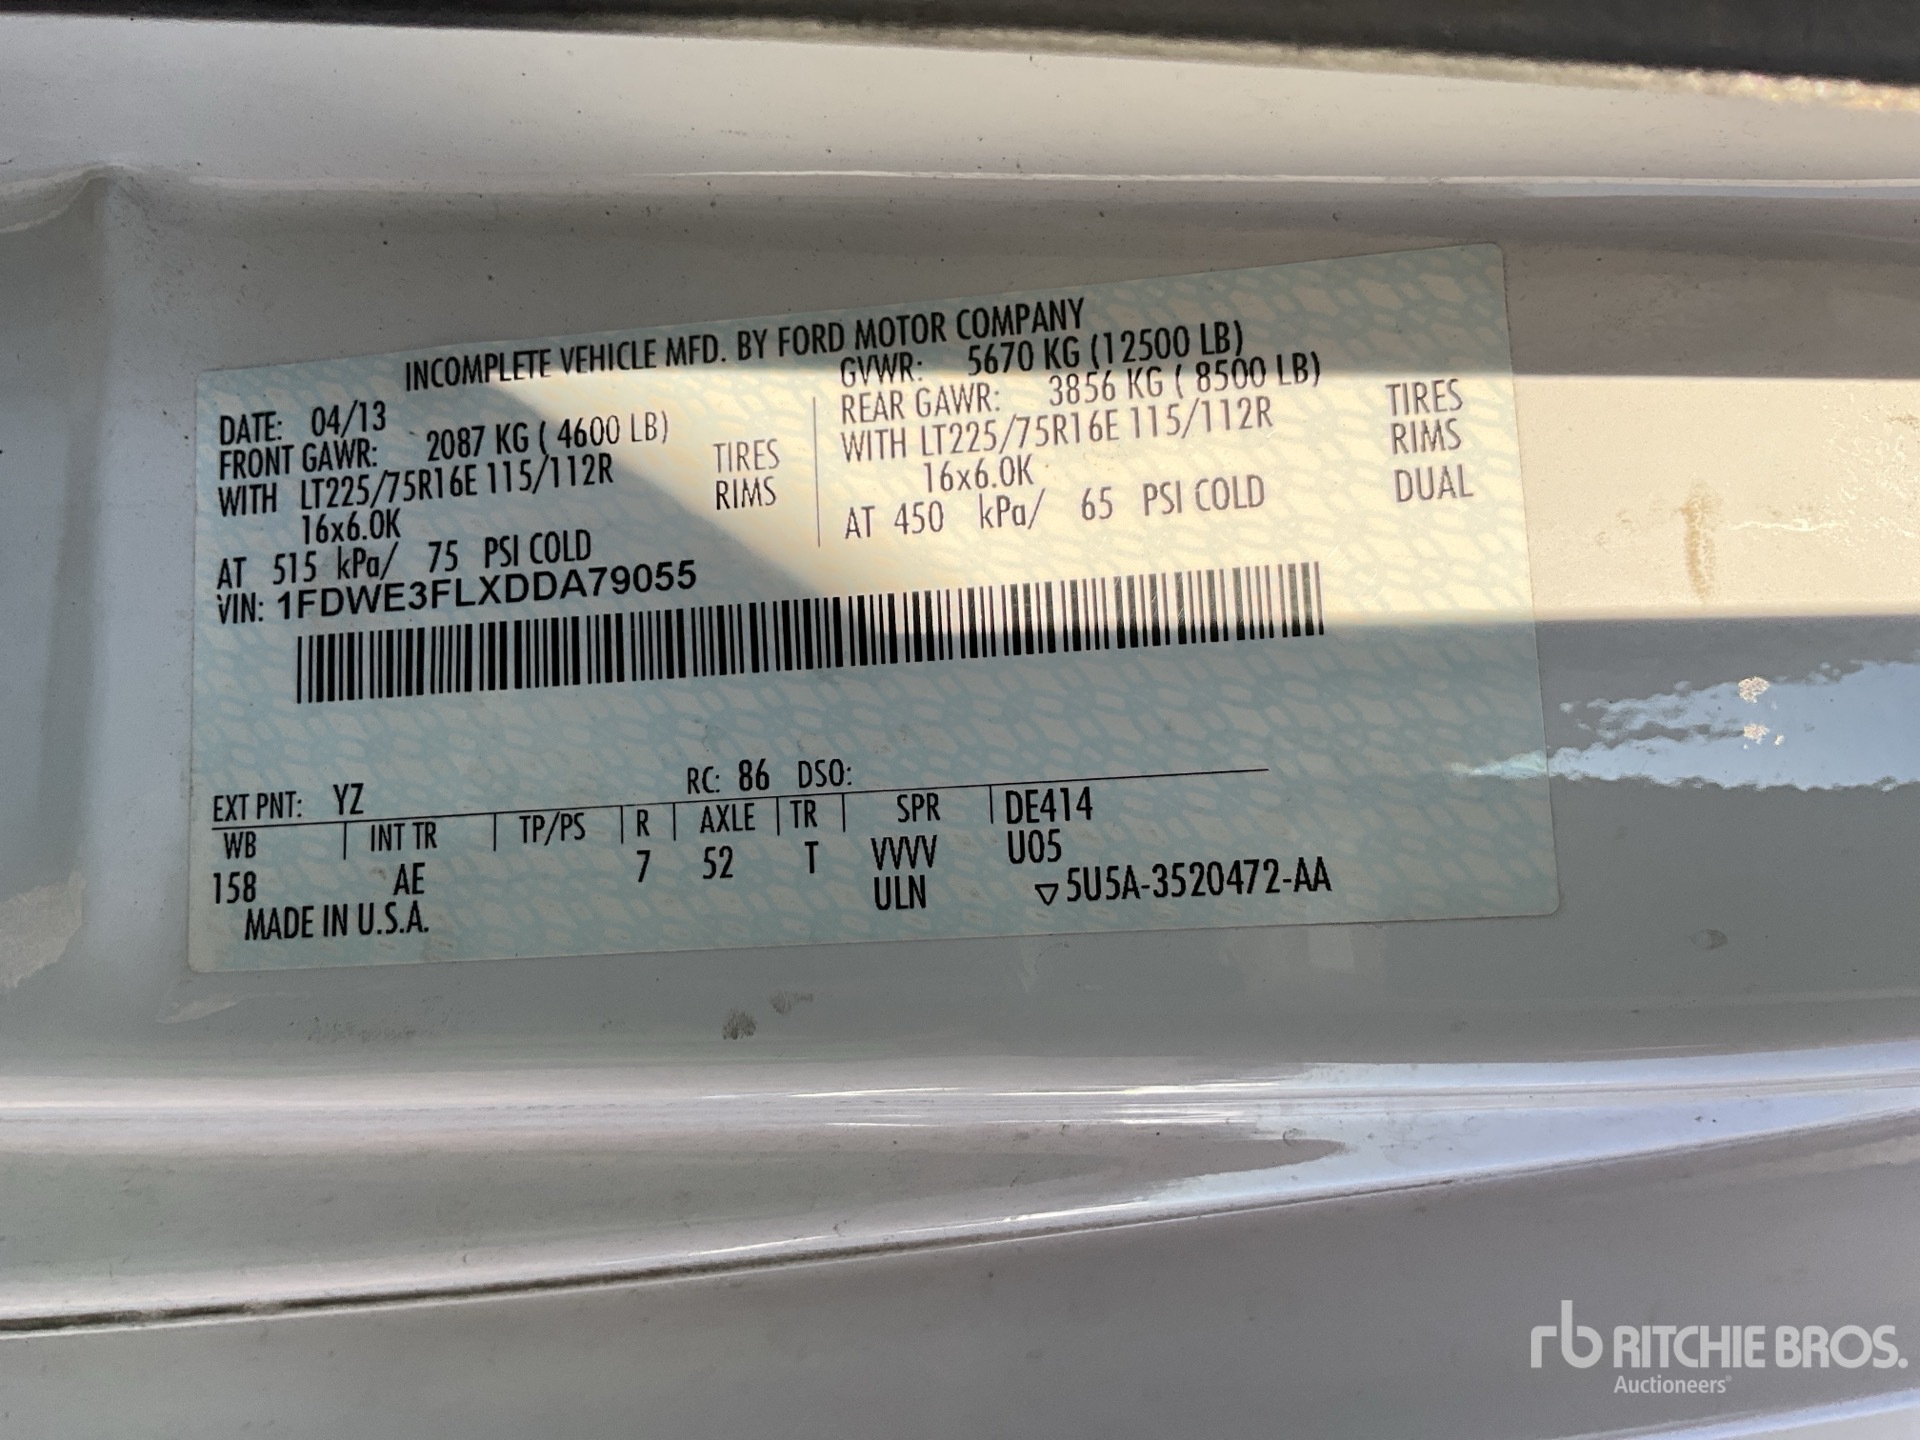 INCOMPLETE VEHICLE MFD. BY FORD MOTOR COMPANY
DATE: 04/13
GVWR: 5670 KG (12500 LB)
FRONT GAWR: 2087 KG ( 4600 LB)
REAR GAWR: 3856 KG ( 8500 LB)
WITH LT225/75R16E 115/112R TIRES
16x6.0K RIMS
AT 515 kPa/ 75 PSI COLD
WITH LT225/75R16E 115/112R TIRES
16x6.0K RIMS
AT 450 kPa/ 65 PSI COLD DUAL
VIN: 1FDWE3FLXDDA79055
EXT PNT: YZ RC: 86 DSO:
WB INT TR TP/PS R AXLE TR SPR DE414
158 AE 7 52 T VVVV U05
ULN ▽5U5A-3520472-AA
MADE IN U.S.A.
rb RITCHIE BROS.
Auctioneers